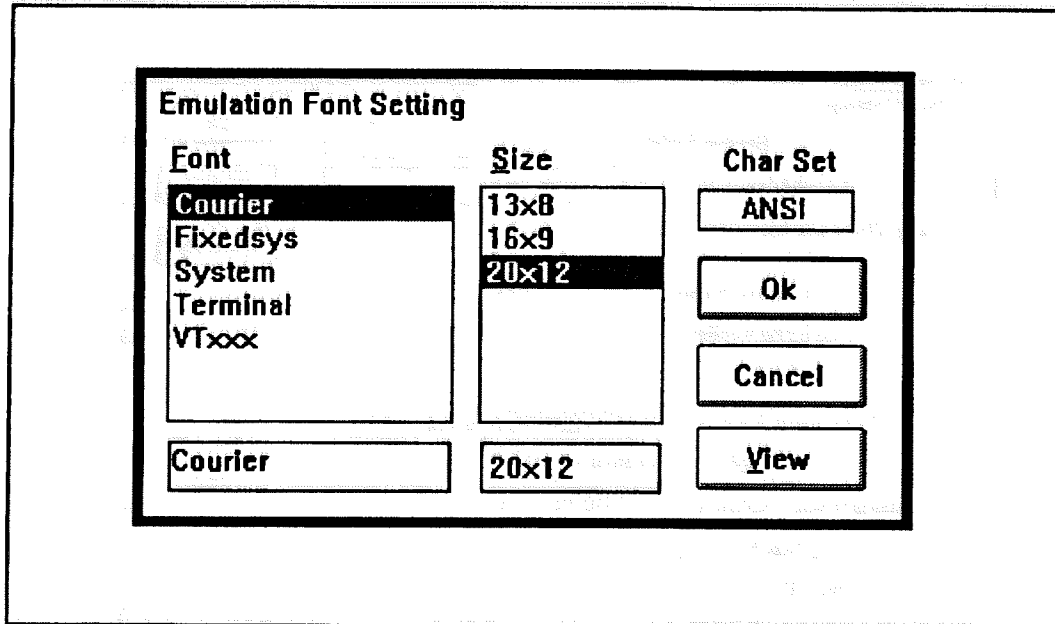 Emulation Font Setting
Font
Courier
Fixedsys
System
Terminal
VTxxx
Courier
Size
13x8
16x9
20x12
20x12
Char Set
ANSI
Ok
Cancel
View